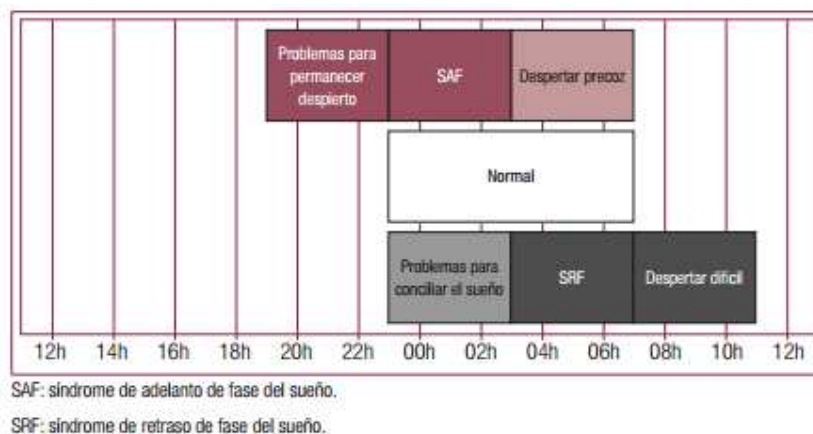 Problemas para
permanecer
despierto
SAF
Despertar precoz
Normal
Problemas para
conciliar el sueño
SRF
Despertar difícil
12h 14h 16h 18h 20h 22h 00h 02h 04h 06h 08h 10h 12h
SAF: síndrome de adelanto de fase del sueño.
SRF: síndrome de retraso de fase del sueño.